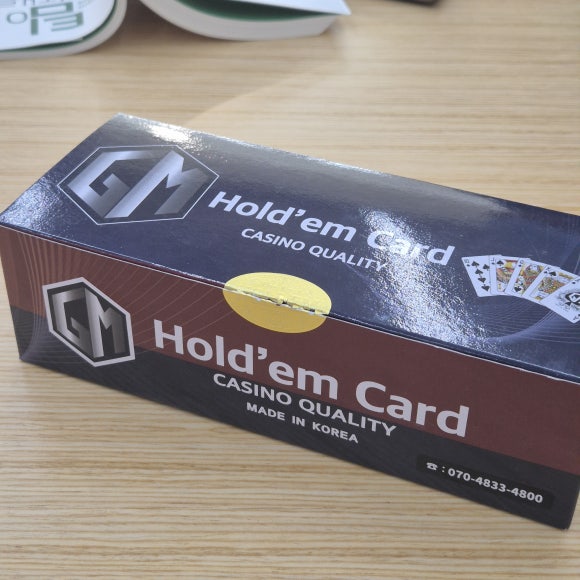 GM
Hold'em Card
CASINO QUALITY
GM
Hold'em Card
CASINO QUALITY
MADE IN KOREA
☎ : 070-4833-4800